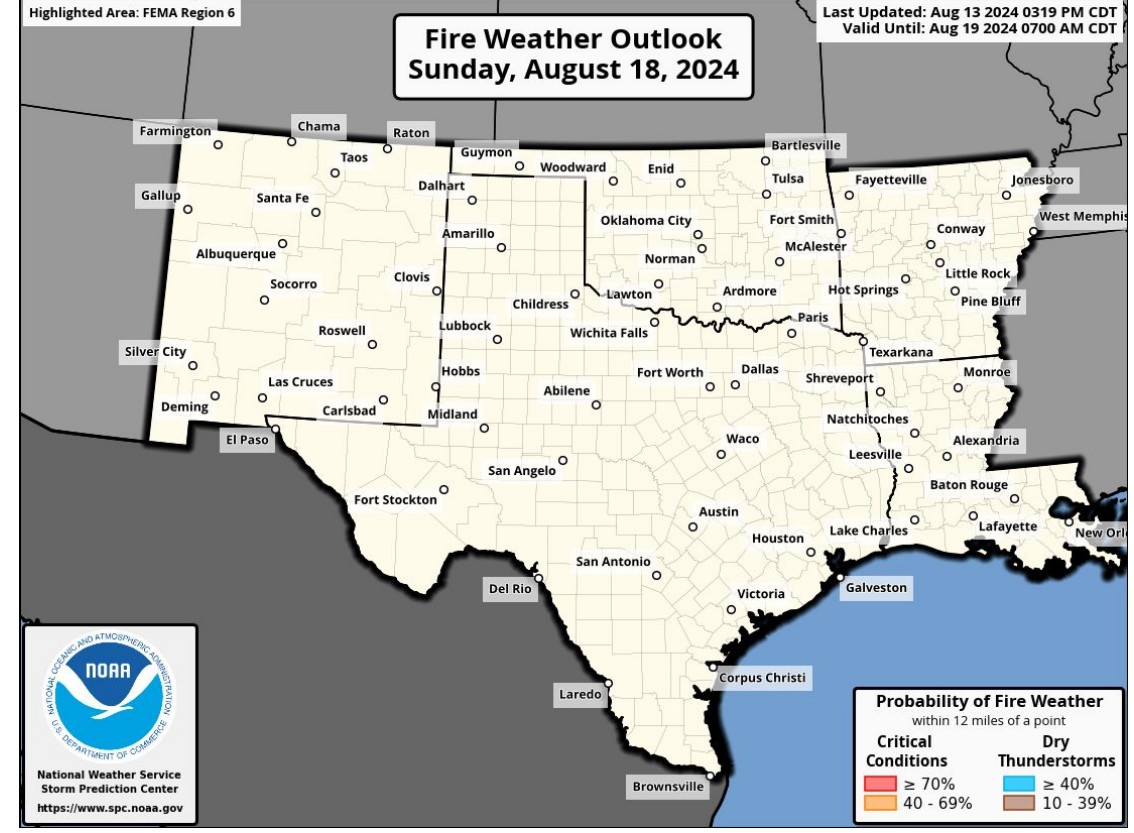 Highlighted Area: FEMA Region 6
Last Updated: Aug 13 2024 0319 PM CDT
Valid Until: Aug 19 2024 0700 AM CDT
Fire Weather Outlook
Sunday, August 18, 2024
Farmington
Chama
Raton
Taos
Guymon
Woodward
Enid
Bartlesville
Tulsa
Fayetteville
Jonesboro
Gallup
Santa Fe
Dalhart
Oklahoma City
Fort Smith
West Memphis
Amarillo
McAlester
Conway
Albuquerque
Norman
Socorro
Clovis
Little Rock
Childress
Lawton
Ardmore
Hot Springs
Pine Bluff
Roswell
Lubbock
Wichita Falls
Paris
Silver City
Texarkana
Hobbs
Fort Worth
Dallas
Shreveport
Monroe
Las Cruces
Abilene
Deming
Carlsbad
Midland
Natchitoches
El Paso
Waco
Alexandria
San Angelo
Leesville
Fort Stockton
Baton Rouge
Austin
Lake Charles
Lafayette
New Orl
Houston
San Antonio
Del Rio
Victoria
Galveston
Laredo
Corpus Christi
Brownsville
NATIONAL OCEANIC AND ATMOSPHERIC ADMINISTRATION
NOAA
U.S. DEPARTMENT OF COMMERCE
National Weather Service
Storm Prediction Center
https://www.spc.noaa.gov
Probability of Fire Weather
within 12 miles of a point
Critical Conditions
Dry Thunderstorms
≥ 70%
≥ 40%
40 - 69%
10 - 39%